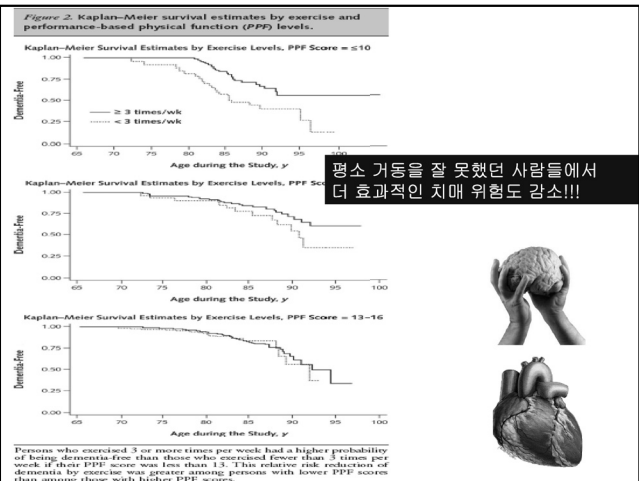 Figure 2. Kaplan–Meier survival estimates by exercise and
performance-based physical function (PPF) levels.
Kaplan–Meier Survival Estimates by Exercise Levels, PPF Score = ≤10
1.00
0.75
0.50
0.25
0.00
Dementia-Free
≥ 3 times/wk
< 3 times/wk
65 70 75 80 85 90 95
Age during the Study, y
평소 거동을 잘 못했던 사람들에서
더 효과적인 치매 위험도 감소!!!
Kaplan–Meier Survival Estimates by Exercise Levels, PPF
1.00
0.75
0.50
0.25
0.00
Dementia-Free
65 70 75 80 85 90 95 100
Age during the Study, y
Kaplan–Meier Survival Estimates by Exercise Levels, PPF Score = 13–16
1.00
0.75
0.50
0.25
0.00
Dementia-Free
65 70 75 80 85 90 95 100
Age during the Study, y
Persons who exercised 3 or more times per week had a higher probability
of being dementia-free than those who exercised fewer than 3 times per
week if their PPF score was less than 13. This relative risk reduction of
dementia by exercise was greater among persons with lower PPF scores
than among those with higher PPF scores.